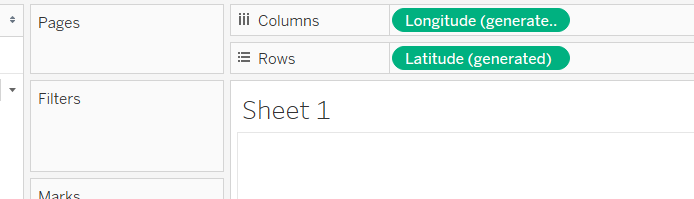 Pages
Columns
Longitude (generate..
Rows
Latitude (generated)
Filters
Sheet 1
Marks